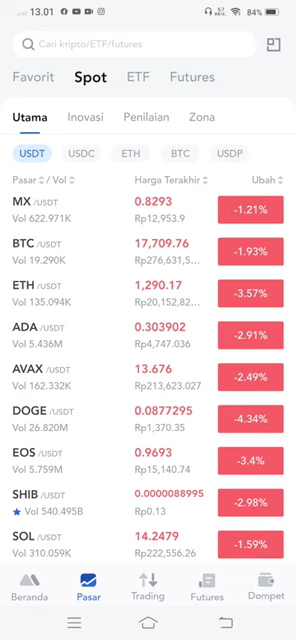 13.01 5.7 KB/s 84%
Cari kripto/ETF/futures
Favorit Spot ETF Futures
Utama Inovasi Penilaian Zona
USDT USDC ETH BTC USDP
Pasar / Vol Harga Terakhir Ubah
MX /USDT 0.8293 -1.21%
Vol 622.971K Rp12,953.9
BTC /USDT 17,709.76 -1.93%
Vol 19.290K Rp276,631,5...
ETH /USDT 1,290.17 -3.57%
Vol 135.094K Rp20,152,82...
ADA /USDT 0.303902 -2.91%
Vol 5.436M Rp4,747.036
AVAX /USDT 13.676 -2.49%
Vol 162.332K Rp213,623.027
DOGE /USDT 0.0877295 -4.34%
Vol 26.820M Rp1,370.35
EOS /USDT 0.9693 -3.4%
Vol 5.759M Rp15,140.74
SHIB /USDT 0.0000088995 -2.98%
Vol 540.495B Rp0.13
SOL /USDT 14.2479 -1.59%
Vol 310.059K Rp222,556.26
Beranda Pasar Trading Futures Dompet